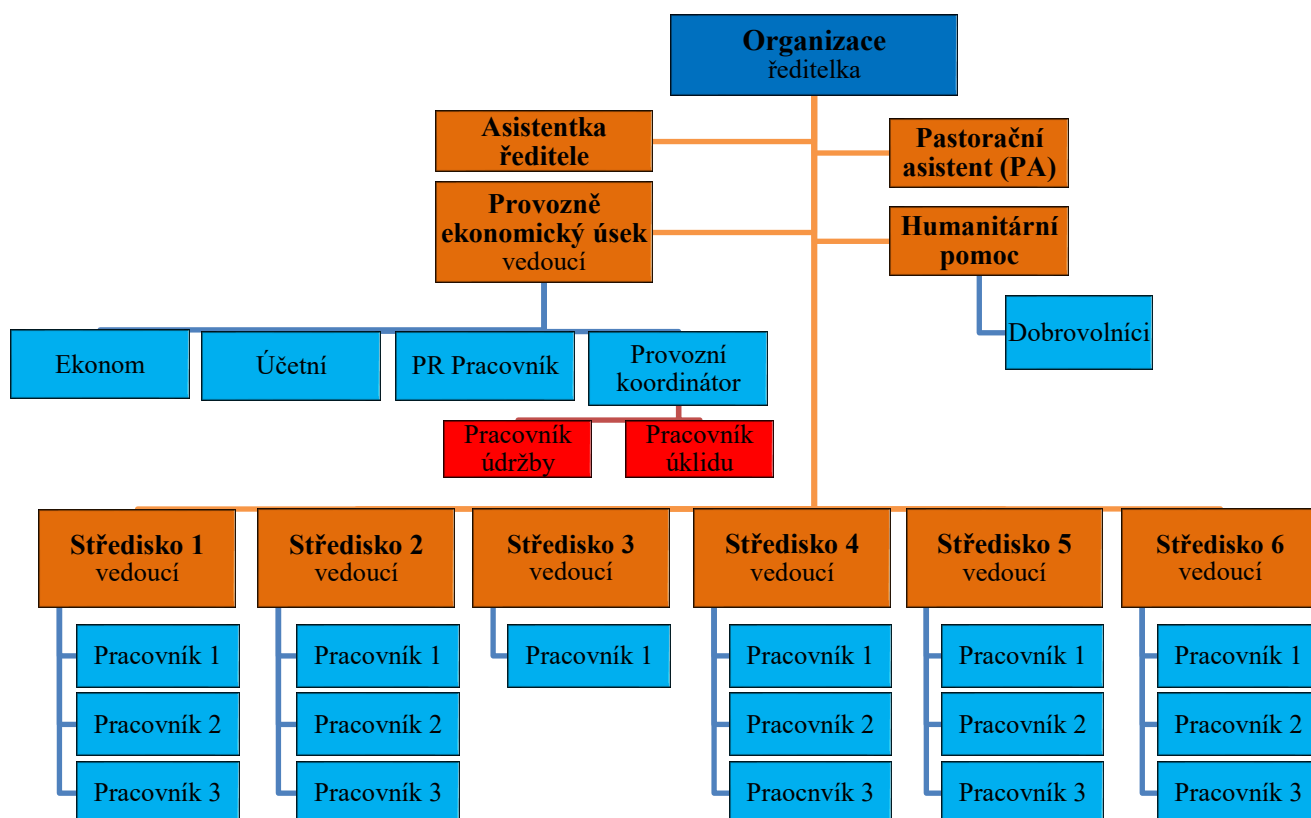 Organizace
ředitelka
Asistentka
ředitele
Pastorační
asistent (PA)
Provozně
ekonomický úsek
vedoucí
Humanitární
pomoc
Dobrovolníci
Ekonom
Účetní
PR Pracovník
Provozní
koordinátor
Pracovník
údržby
Pracovník
úklidu
Středisko 1
vedoucí
Středisko 2
vedoucí
Středisko 3
vedoucí
Středisko 4
vedoucí
Středisko 5
vedoucí
Středisko 6
vedoucí
Pracovník 1
Pracovník 1
Pracovník 1
Pracovník 1
Pracovník 1
Pracovník 1
Pracovník 2
Pracovník 2
Pracovník 2
Pracovník 2
Pracovník 2
Pracovník 3
Pracovník 3
Praocnvík 3
Pracovník 3
Pracovník 3